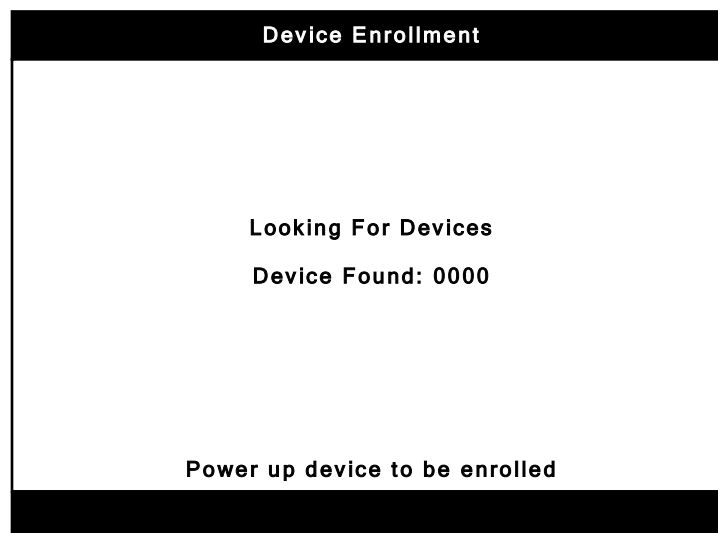 Device Enrollment
Looking For Devices
Device Found: 0000
Power up device to be enrolled